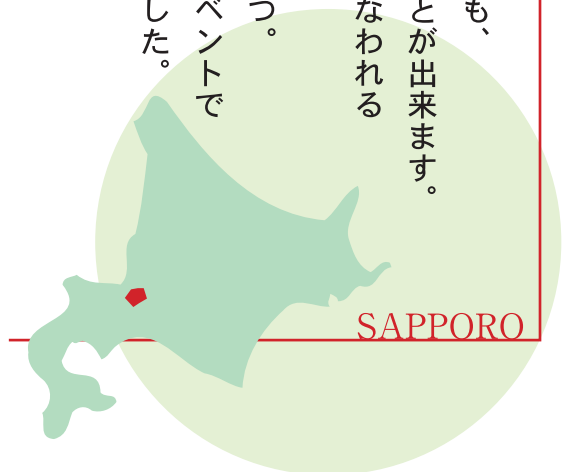 も、
とが出来ます。
なわれる
つ。
ベントで
した。
SAPPORO